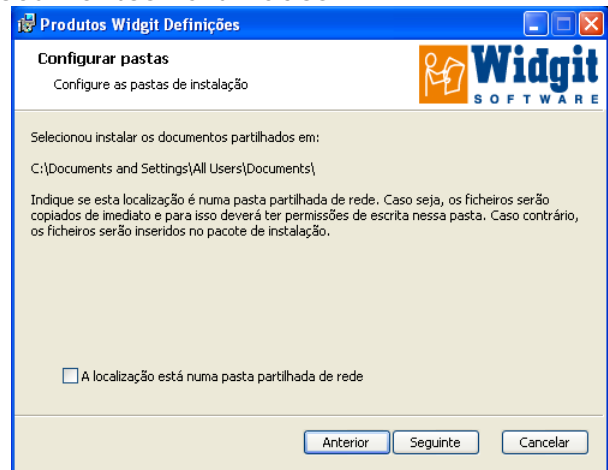 Produtos Widgit Definições
Configurar pastas
Configure as pastas de instalação
Widgit
SOFTWARE
Selecionou instalar os documentos partilhados em:
C:\Documents and Settings\All Users\Documents\
Indique se esta localização é numa pasta partilhada de rede. Caso seja, os ficheiros serão
copiados de imediato e para isso deverá ter permissões de escrita nessa pasta. Caso contrário,
os ficheiros serão inseridos no pacote de instalação.
A localização está numa pasta partilhada de rede
Anterior
Seguinte
Cancelar